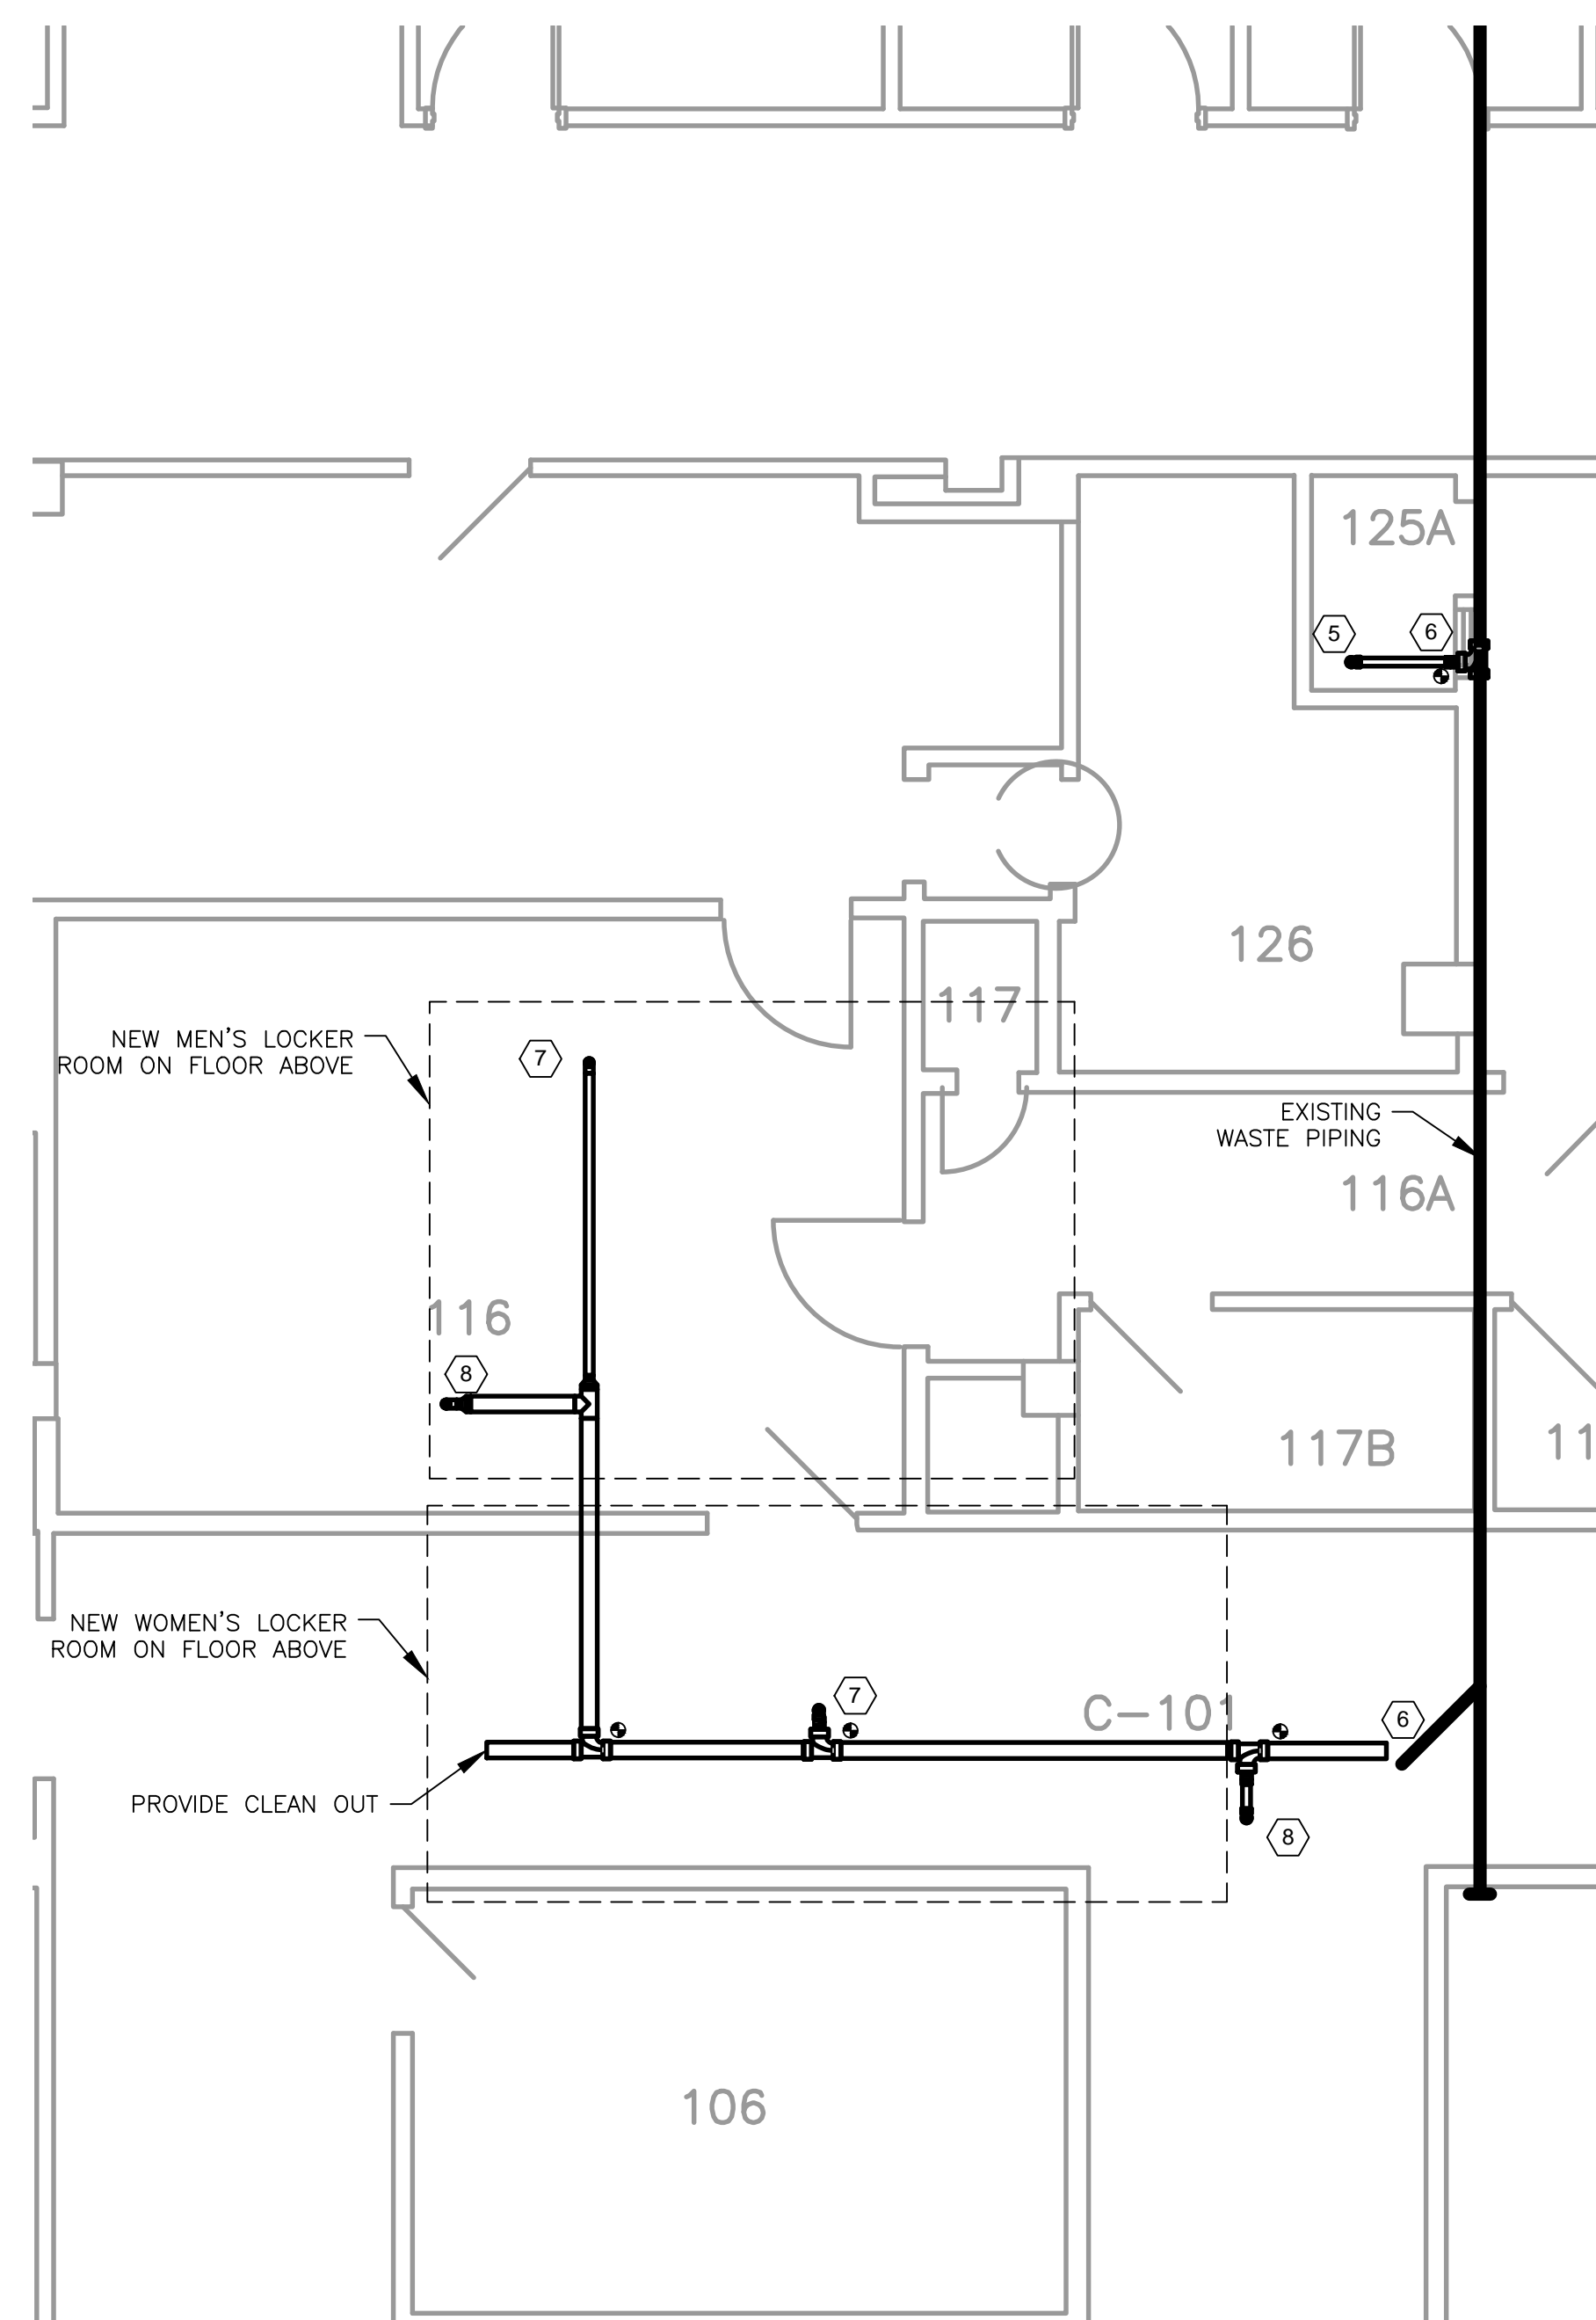 125A
5
6
126
117
NEW MEN'S LOCKER
ROOM ON FLOOR ABOVE
7
EXISTING
WASTE PIPING
116A
116
8
117B
11
NEW WOMEN'S LOCKER
ROOM ON FLOOR ABOVE
7
C-101
6
PROVIDE CLEAN OUT
8
106